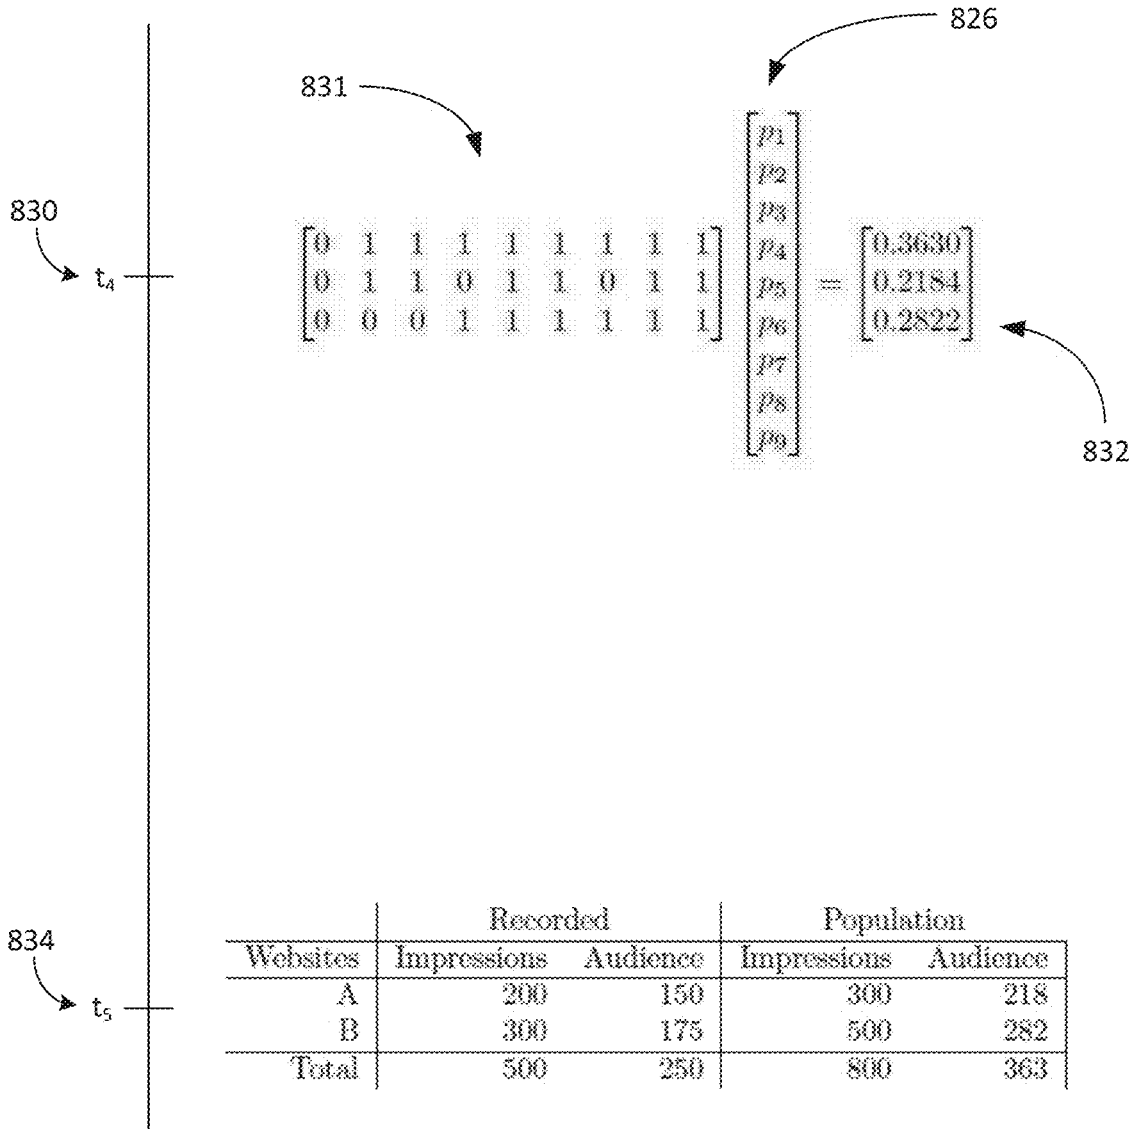 826
831
p1
p2
p3
830
0 1 1 1 1 1 1 1 1 p4 0.3630
t4 0 1 1 0 1 1 0 1 1 p5 = 0.2184
0 0 0 1 1 1 1 1 1 p6 0.2822
p7
p8
p9
832
Recorded Population
834
Websites Impressions Audience Impressions Audience
A 200 150 300 218
t5
B 300 175 500 282
Total 500 250 800 363